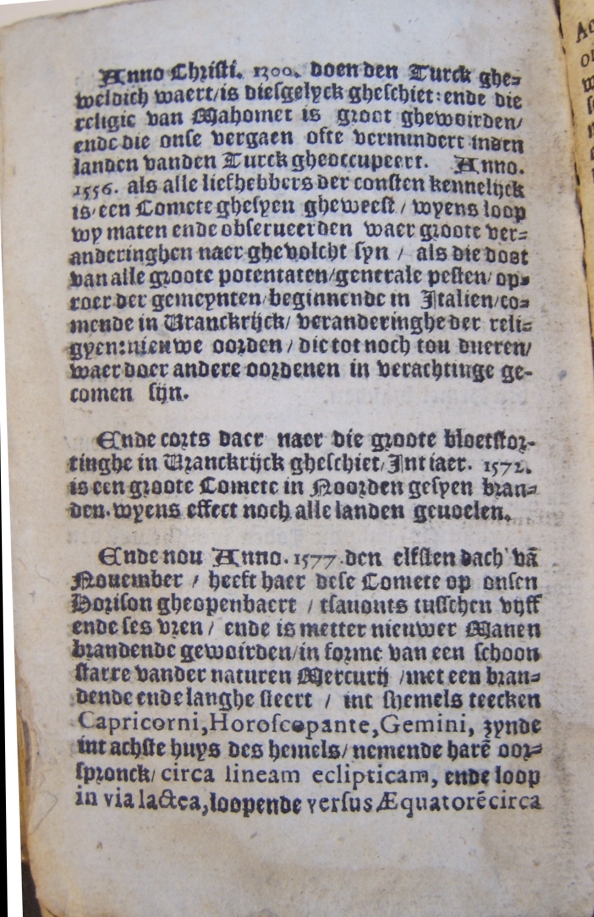 Anno Christi. 1300. doen den Turck ghe=
weldich waert/is diesgelyck gheschiet: ende die
religie van Mahomet is groot ghewoirden/
ende die onse vergaen ofte vermindert inden
landen vanden Turck gheoccupeert. Anno.
1556. als alle liefhebbers der consten kennelijck
is/een Comete ghesyen gheweest / wyens loop
wy maten ende obserueerden waer groote ver=
anderinghen naer ghevolcht syn / als die doot
van alle groote potentaten/generale pesten/op=
roer der gemeynten/beginnende in Italien/co=
mende in Vranckrijck/ veranderinghe der reli=
gyen: nieuwe oorden / die tot noch tou dueren/
waer doer andere oordenen in verachtinge ge-
comen sijn.
Ende corts daer naer die groote bloetstor-
tinghe in Vranckrijck gheschiet/Int iaer. 1572.
is een groote Comete in Noorden gesyen bran=
den. wyens effect noch alle landen geuoelen.
Ende nou Anno. 1577. den elfsten dach vā
November / heeft haer dese Comete op onsen
Horison gheopenbaert / tsauonts tusschen vijff
ende ses vren / ende is metter nieuwer Manen
brandende gewoirden/in forme van een schoon
starre vander naturen Mercurij /met een bran=
dende ende langhe steert / int shemels teecken
Capricorni, Horoscopante, Gemini, zynde
int achste huys des hemels/ nemende harē oor=
spronck/ circa lineam eclipticam, ende loop
in via lactea, loopende versus Æquatorē circa